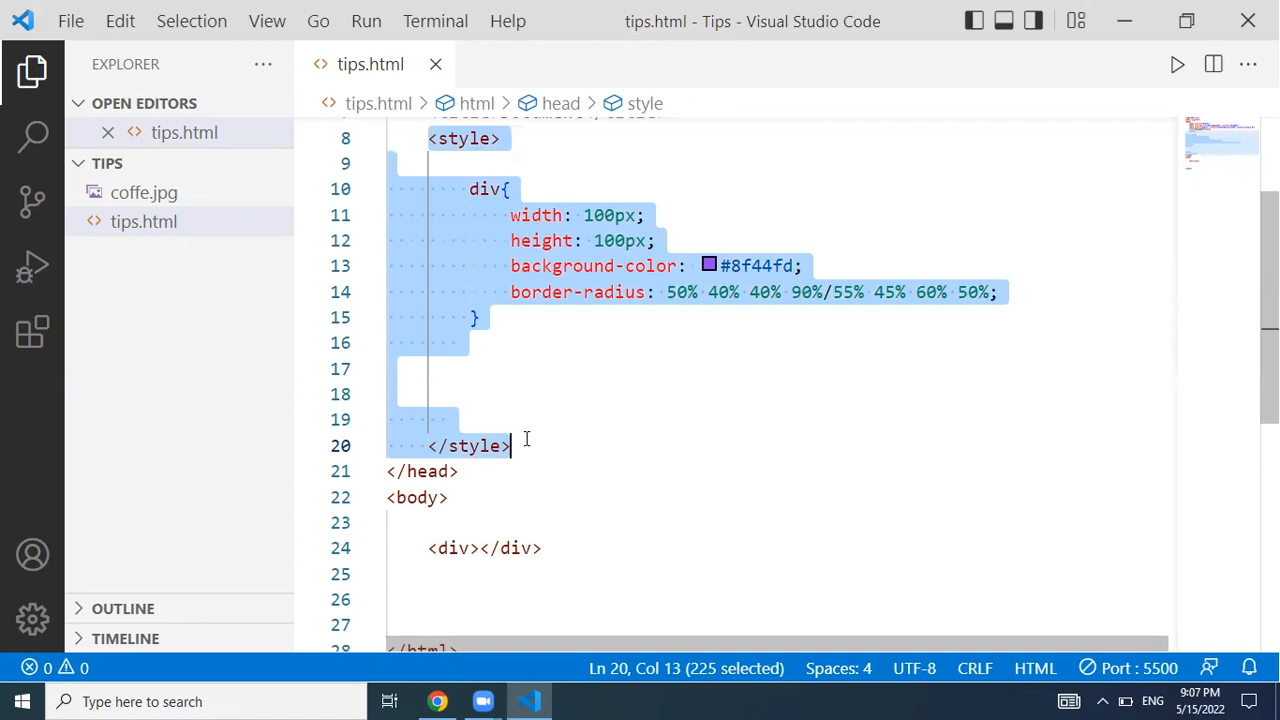 File Edit Selection View Go Run Terminal Help tips.html - Tips - Visual Studio Code
EXPLORER
tips.html
OPEN EDITORS
tips.html
TIPS
coffe.jpg
tips.html
OUTLINE
TIMELINE
tips.html > html > head > style
8 <style>
9
10 div{
11 width: 100px;
12 height: 100px;
13 background-color: #8f44fd;
14 border-radius: 50% 40% 40% 90%/55% 45% 60% 50%;
15 }
16
17
18
19
20 </style>
21 </head>
22 <body>
23
24 <div></div>
25
26
27
28 </html>
0 0 Ln 20, Col 13 (225 selected) Spaces: 4 UTF-8 CRLF HTML Port : 5500
Type here to search
ENG
9:07 PM
5/15/2022